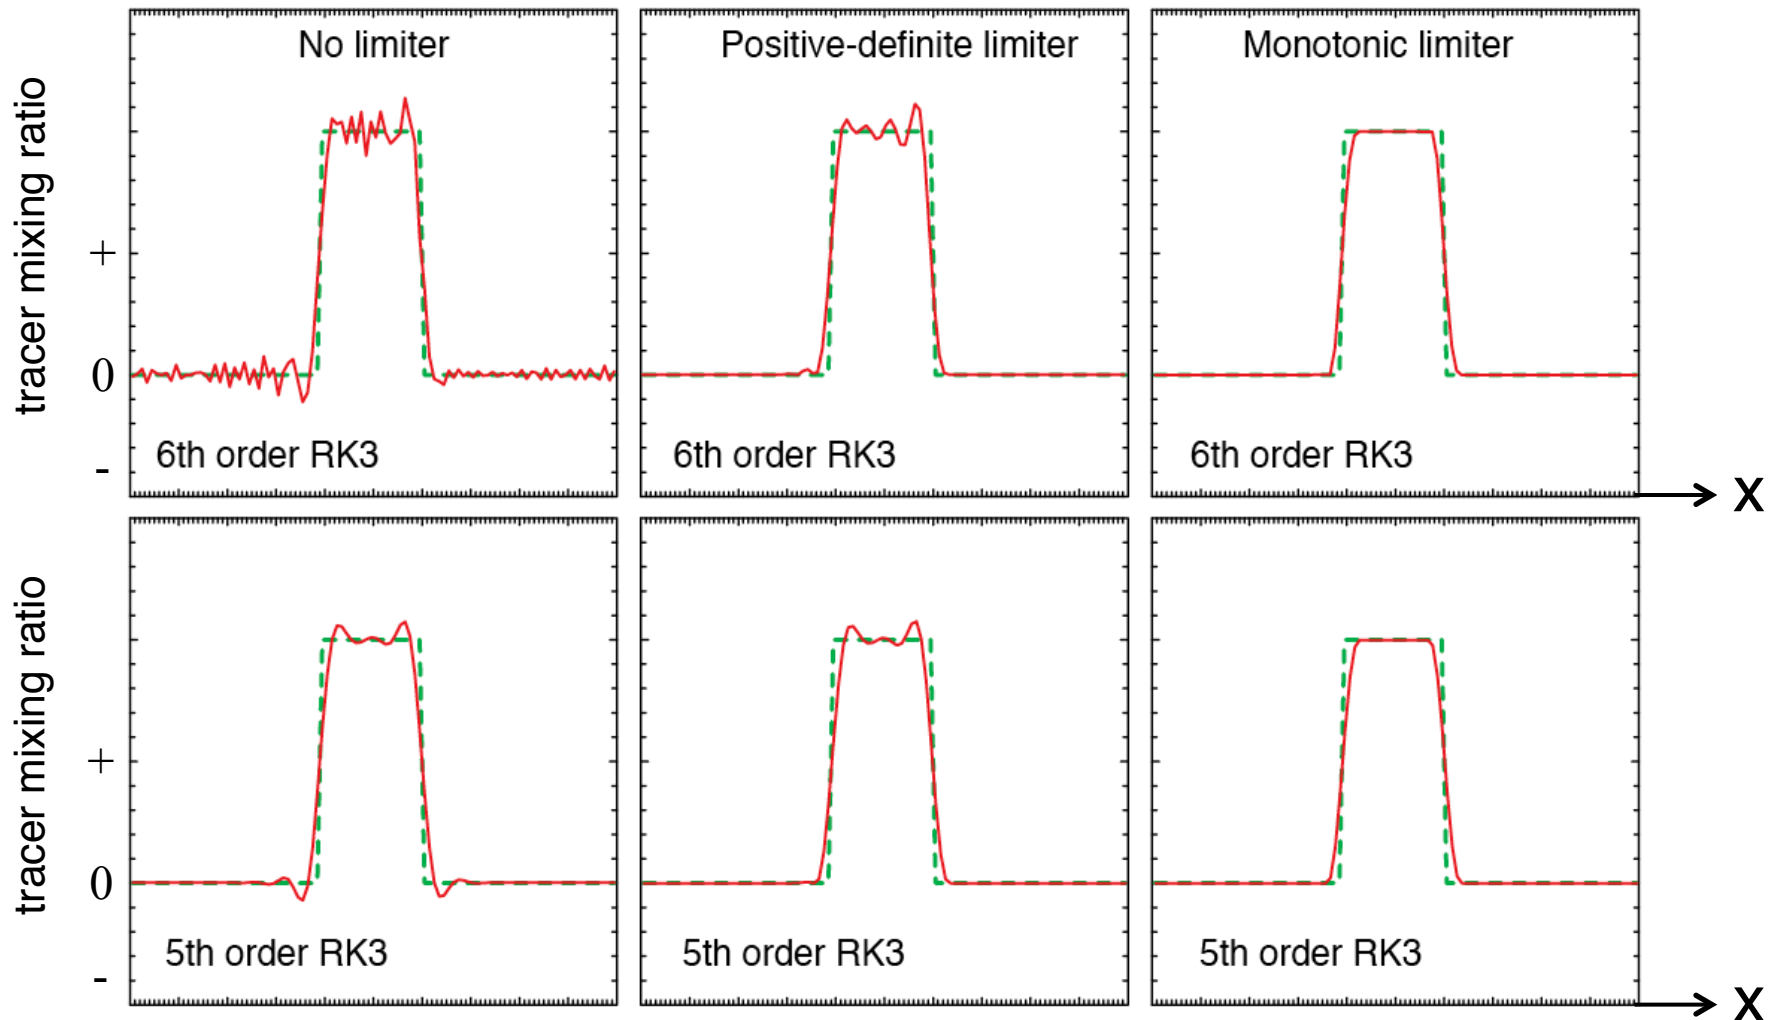 No limiter
Positive-definite limiter
Monotonic limiter
tracer mixing ratio
+
0
-
6th order RK3
6th order RK3
6th order RK3
X
tracer mixing ratio
+
0
-
5th order RK3
5th order RK3
5th order RK3
X